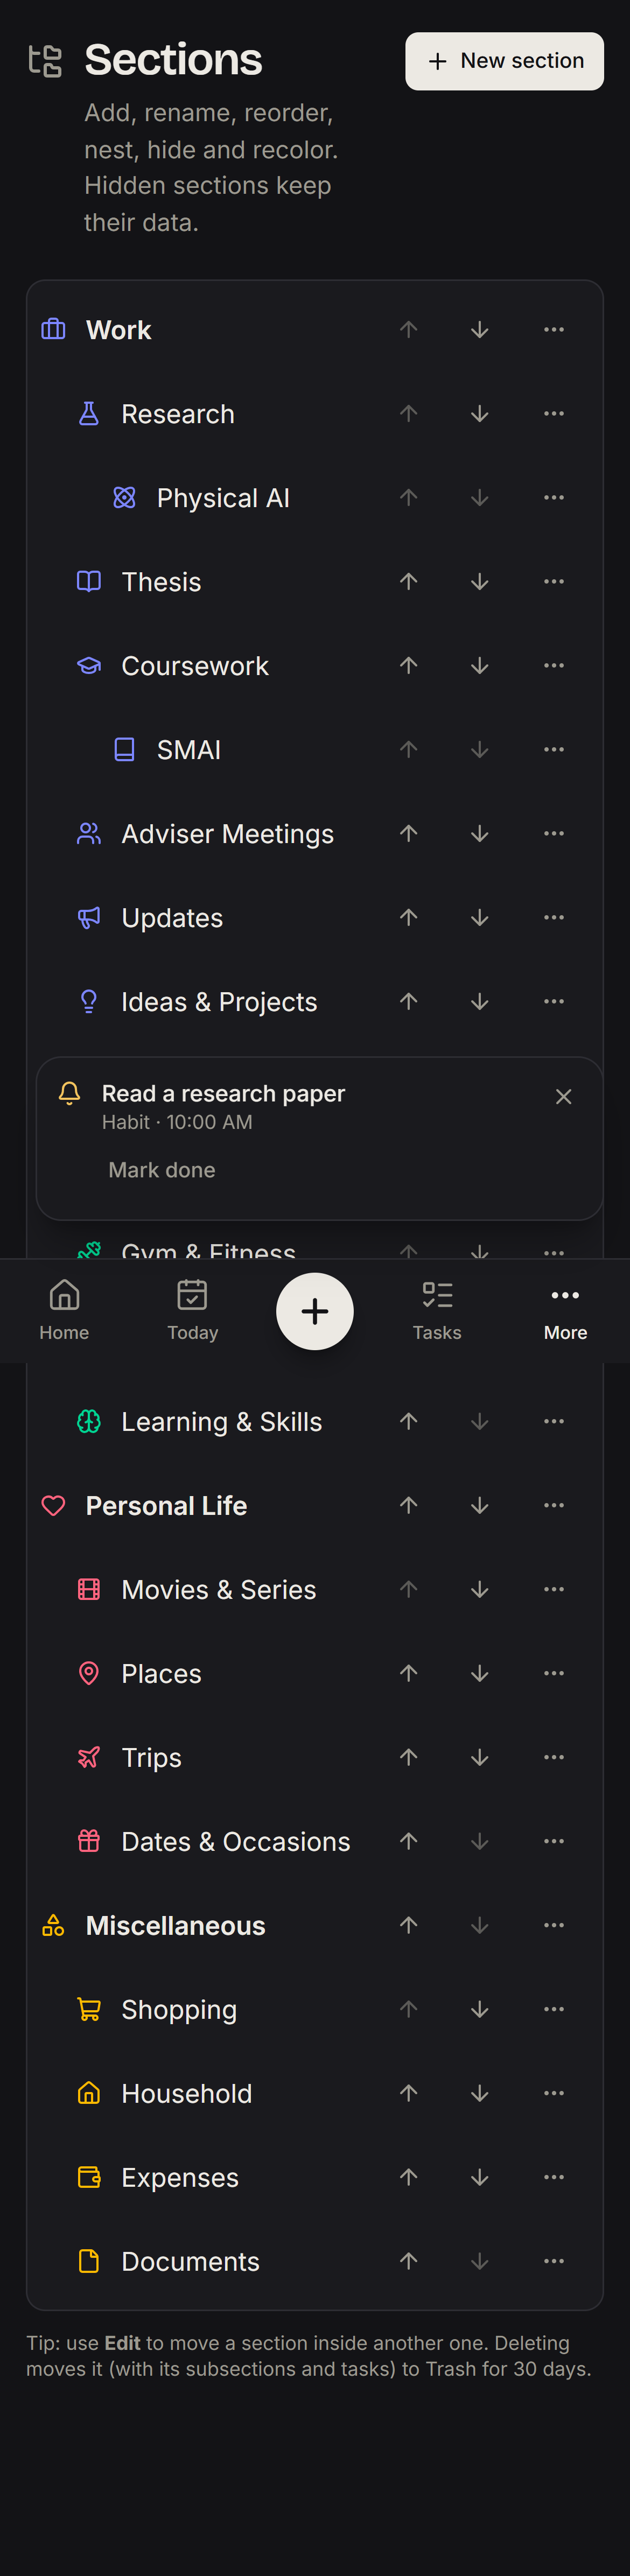 Sections
New section
Add, rename, reorder,
nest, hide and recolor.
Hidden sections keep
their data.
Work
Research
Physical AI
Thesis
Coursework
SMAI
Adviser Meetings
Updates
Ideas & Projects
Read a research paper
Habit · 10:00 AM
Mark done
Gym & Fitness
Home
Today
Tasks
More
Learning & Skills
Personal Life
Movies & Series
Places
Trips
Dates & Occasions
Miscellaneous
Shopping
Household
Expenses
Documents
Tip: use Edit to move a section inside another one. Deleting
moves it (with its subsections and tasks) to Trash for 30 days.